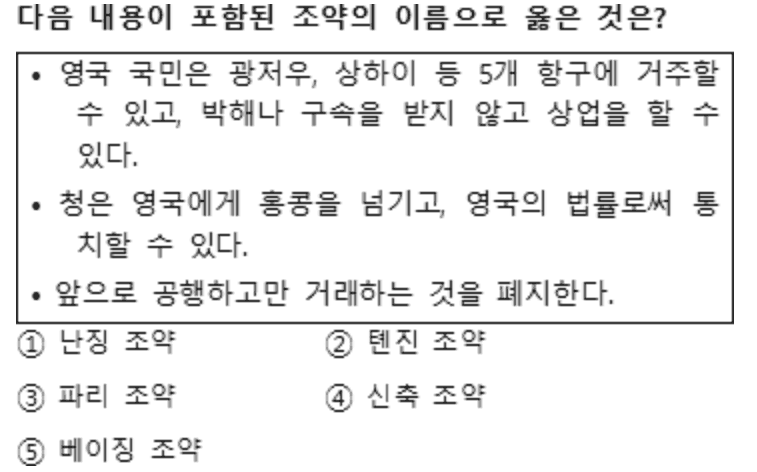 다음 내용이 포함된 조약의 이름으로 옳은 것은?
• 영국 국민은 광저우, 상하이 등 5개 항구에 거주할
수 있고, 박해나 구속을 받지 않고 상업을 할 수
있다.
• 청은 영국에게 홍콩을 넘기고, 영국의 법률로써 통
치할 수 있다.
• 앞으로 공행하고만 거래하는 것을 폐지한다.
① 난징 조약 ② 톈진 조약
③ 파리 조약 ④ 신축 조약
⑤ 베이징 조약